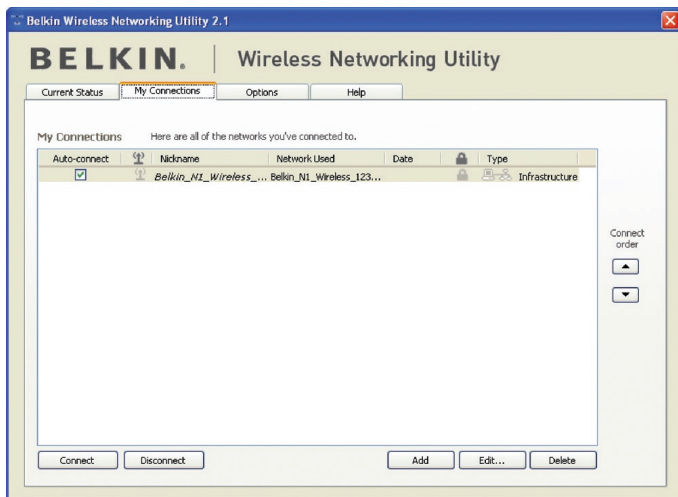 Belkin Wireless Networking Utility 2.1
BELKIN. | Wireless Networking Utility
Current Status My Connections Options Help
My Connections Here are all of the networks you've connected to.
Auto-connect Nickname Network Used Date Type
Belkin_N1_Wireless_... Belkin_N1_Wireless_123... Infrastructure
Connect
order
Connect Disconnect Add Edit... Delete